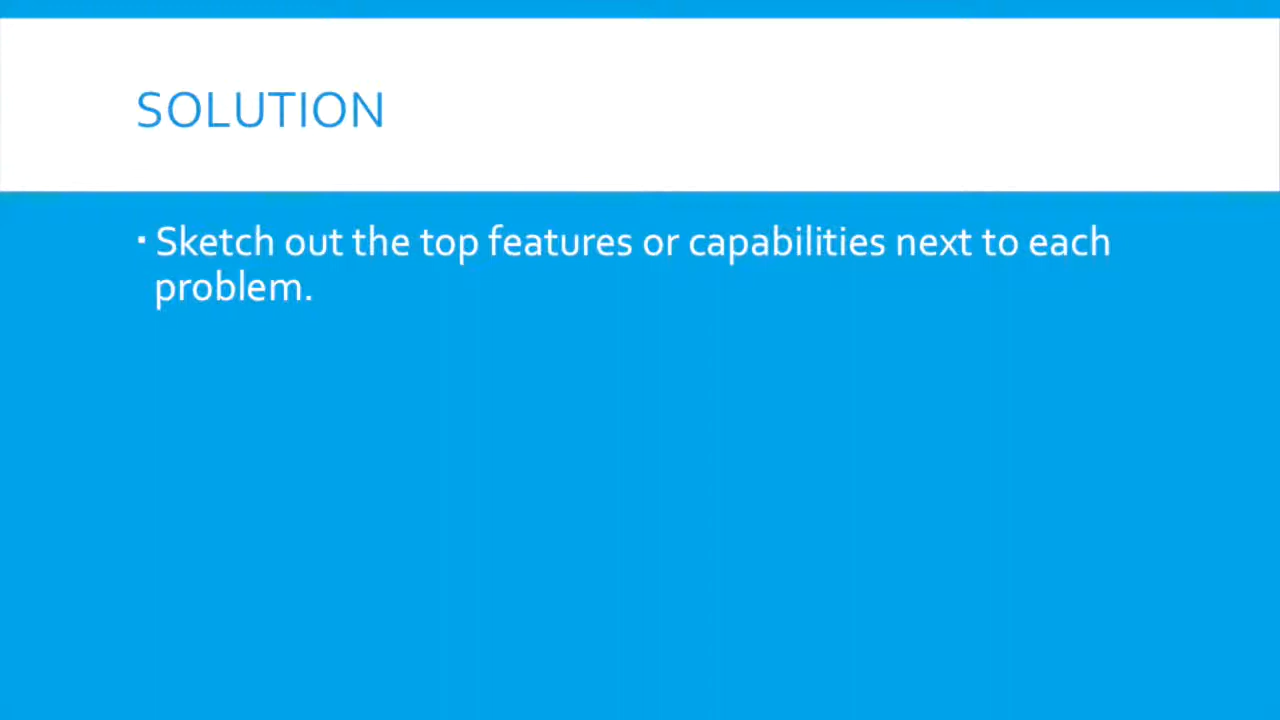 SOLUTION
▪ Sketch out the top features or capabilities next to each
problem.